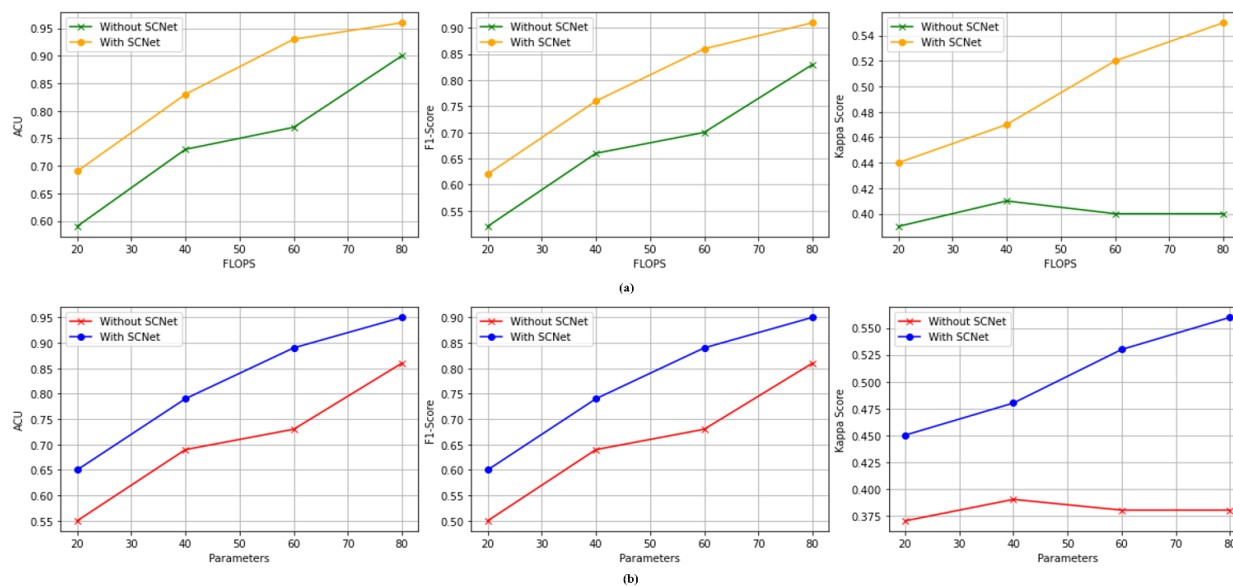 Without SCNet
With SCNet
0.95
0.90
0.85
0.80
0.75
0.70
0.65
0.60
ACU
20 30 40 50 60 70 80
FLOPS
Without SCNet
With SCNet
0.90
0.85
0.80
0.75
0.70
0.65
0.60
0.55
F1-Score
20 30 40 50 60 70 80
FLOPS
Without SCNet
With SCNet
0.54
0.52
0.50
0.48
0.46
0.44
0.42
0.40
Kappa Score
20 30 40 50 60 70 80
FLOPS
(a)
Without SCNet
With SCNet
0.95
0.90
0.85
0.80
0.75
0.70
0.65
0.60
0.55
ACU
20 30 40 50 60 70 80
Parameters
Without SCNet
With SCNet
0.90
0.85
0.80
0.75
0.70
0.65
0.60
0.55
0.50
F1-Score
20 30 40 50 60 70 80
Parameters
Without SCNet
With SCNet
0.550
0.525
0.500
0.475
0.450
0.425
0.400
0.375
Kappa Score
20 30 40 50 60 70 80
Parameters
(b)